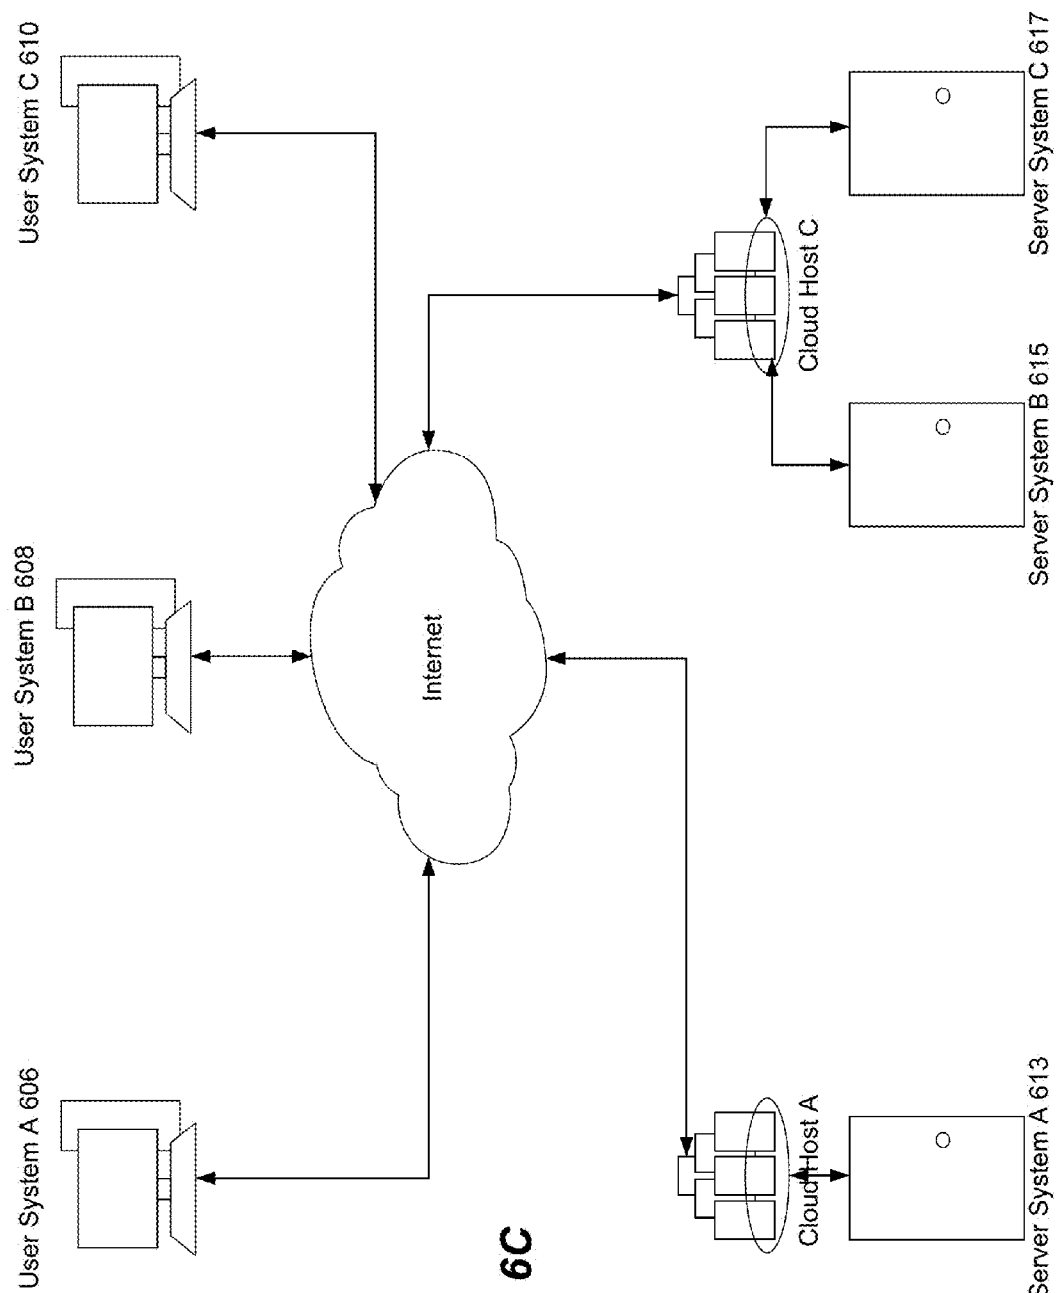 User System A 606
User System B 608
User System C 610
Internet
Cloud Host A
Cloud Host C
Server System A 613
Server System B 615
Server System C 617
6C